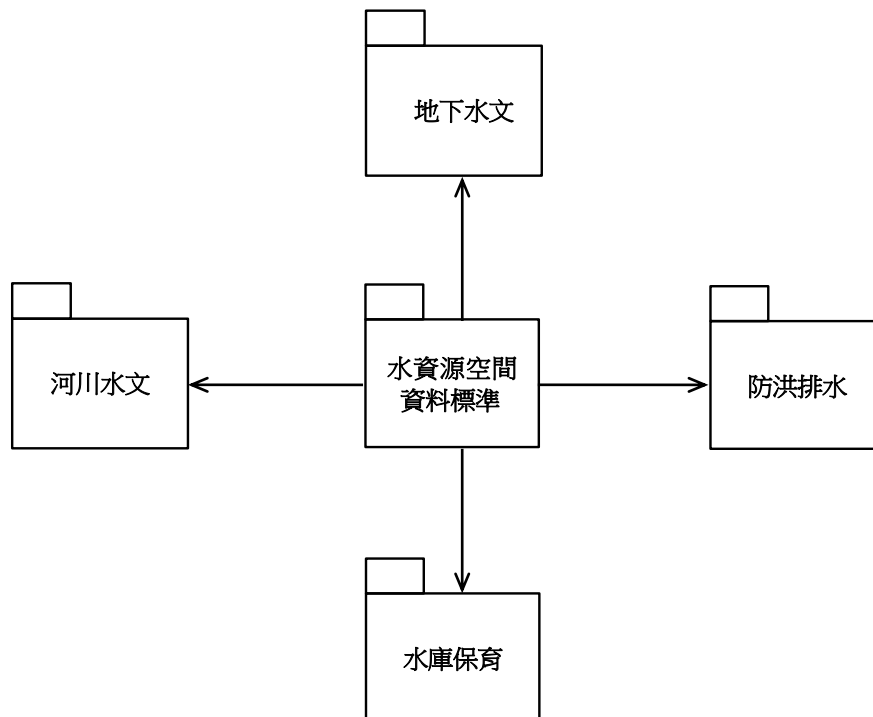 地下水文
河川水文
水資源空間
資料標準
防洪排水
水庫保育